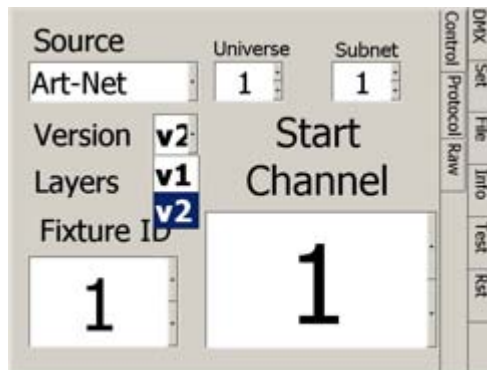 Source
Universe
Subnet
Art-Net
1
1
Version
v2
Start
Channel
Layers
v1
v2
Fixture ID
1
1
Control
Protocol
Raw
DMX
Set
File
Info
Test
Rst